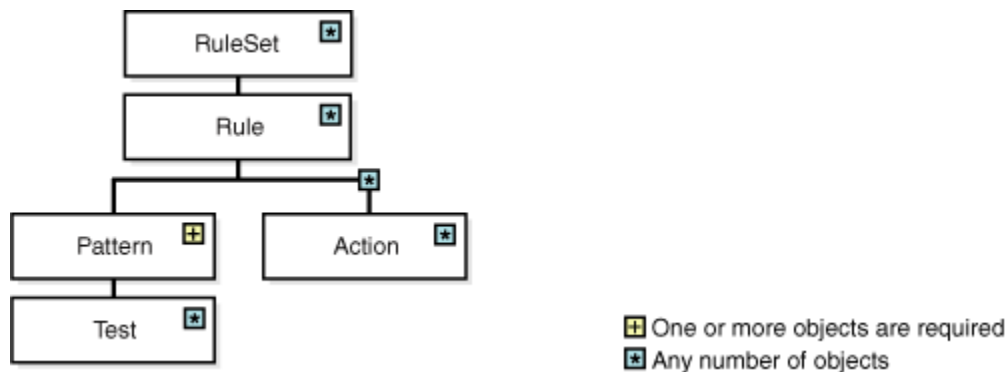 RuleSet *
Rule *
*
Pattern +
Action *
Test *
+ One or more objects are required
* Any number of objects